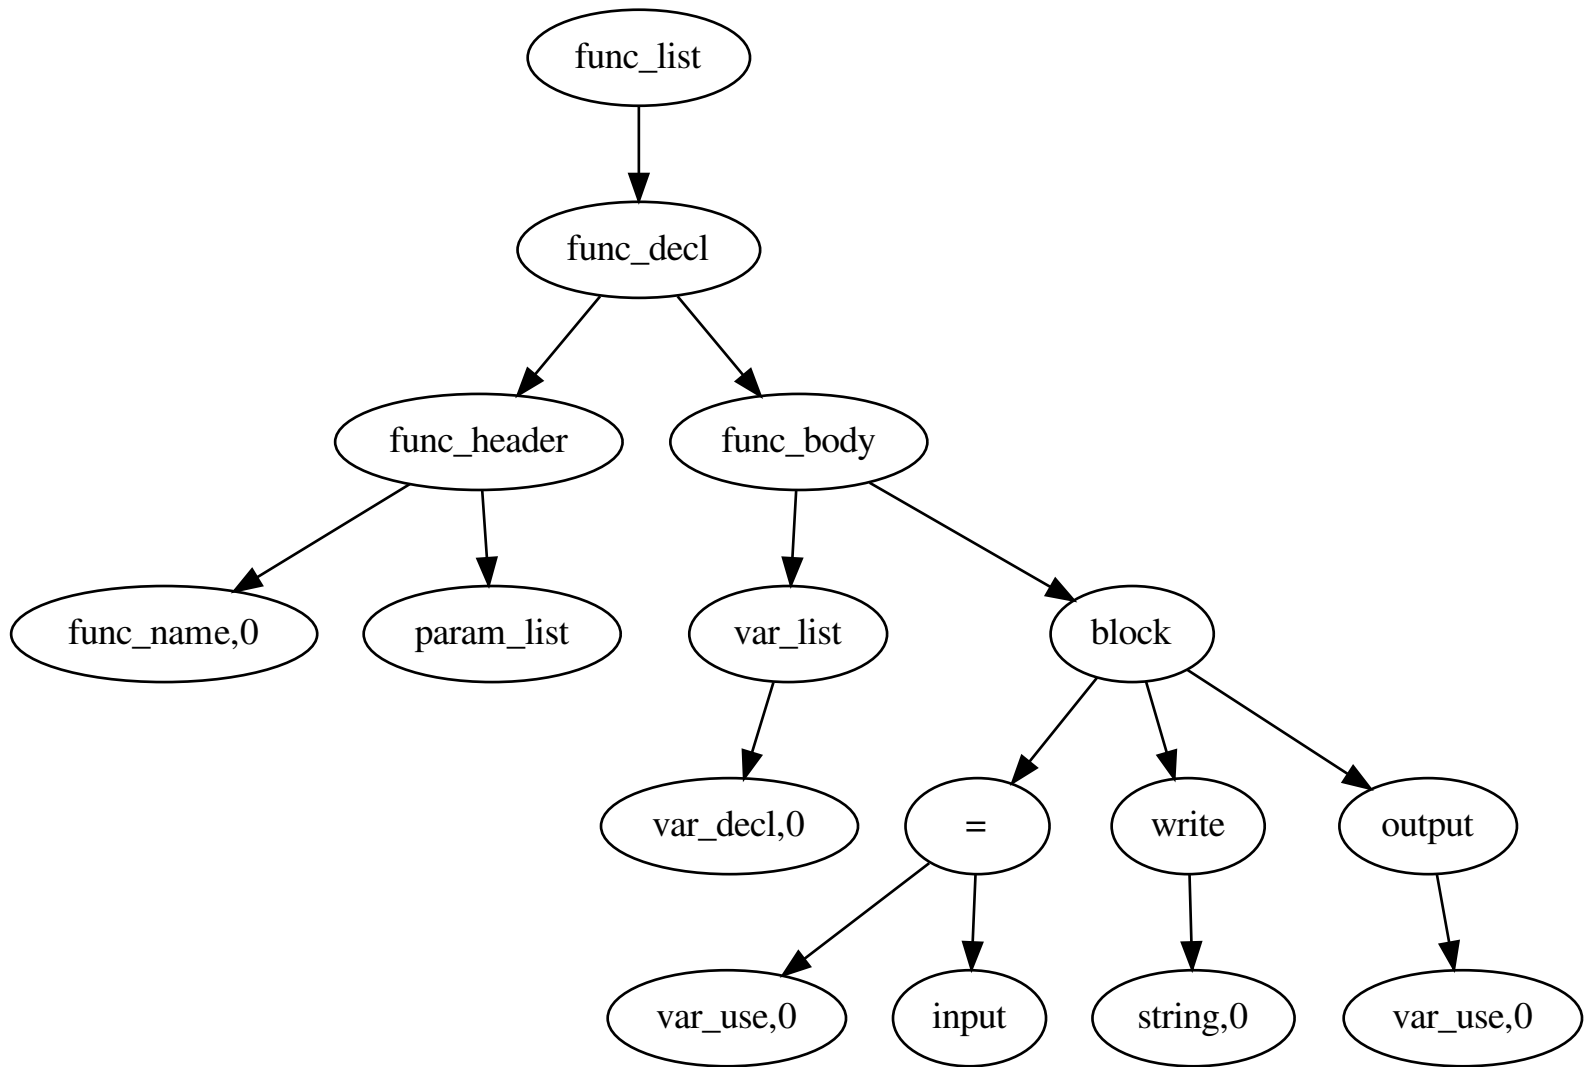 func_list
func_decl
func_header
func_body
func_name,0
param_list
var_list
block
var_decl,0
=
write
output
var_use,0
input
string,0
var_use,0